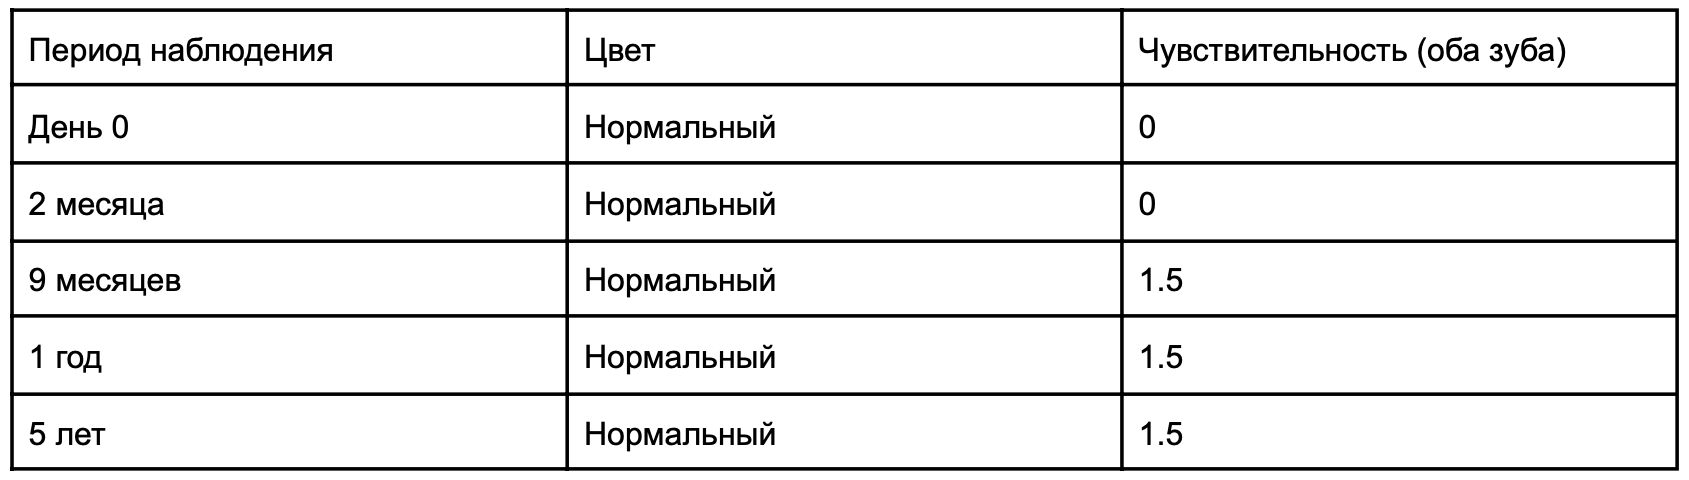 Период наблюдения Цвет Чувствительность (оба зуба)
День 0 Нормальный 0
2 месяца Нормальный 0
9 месяцев Нормальный 1.5
1 год Нормальный 1.5
5 лет Нормальный 1.5